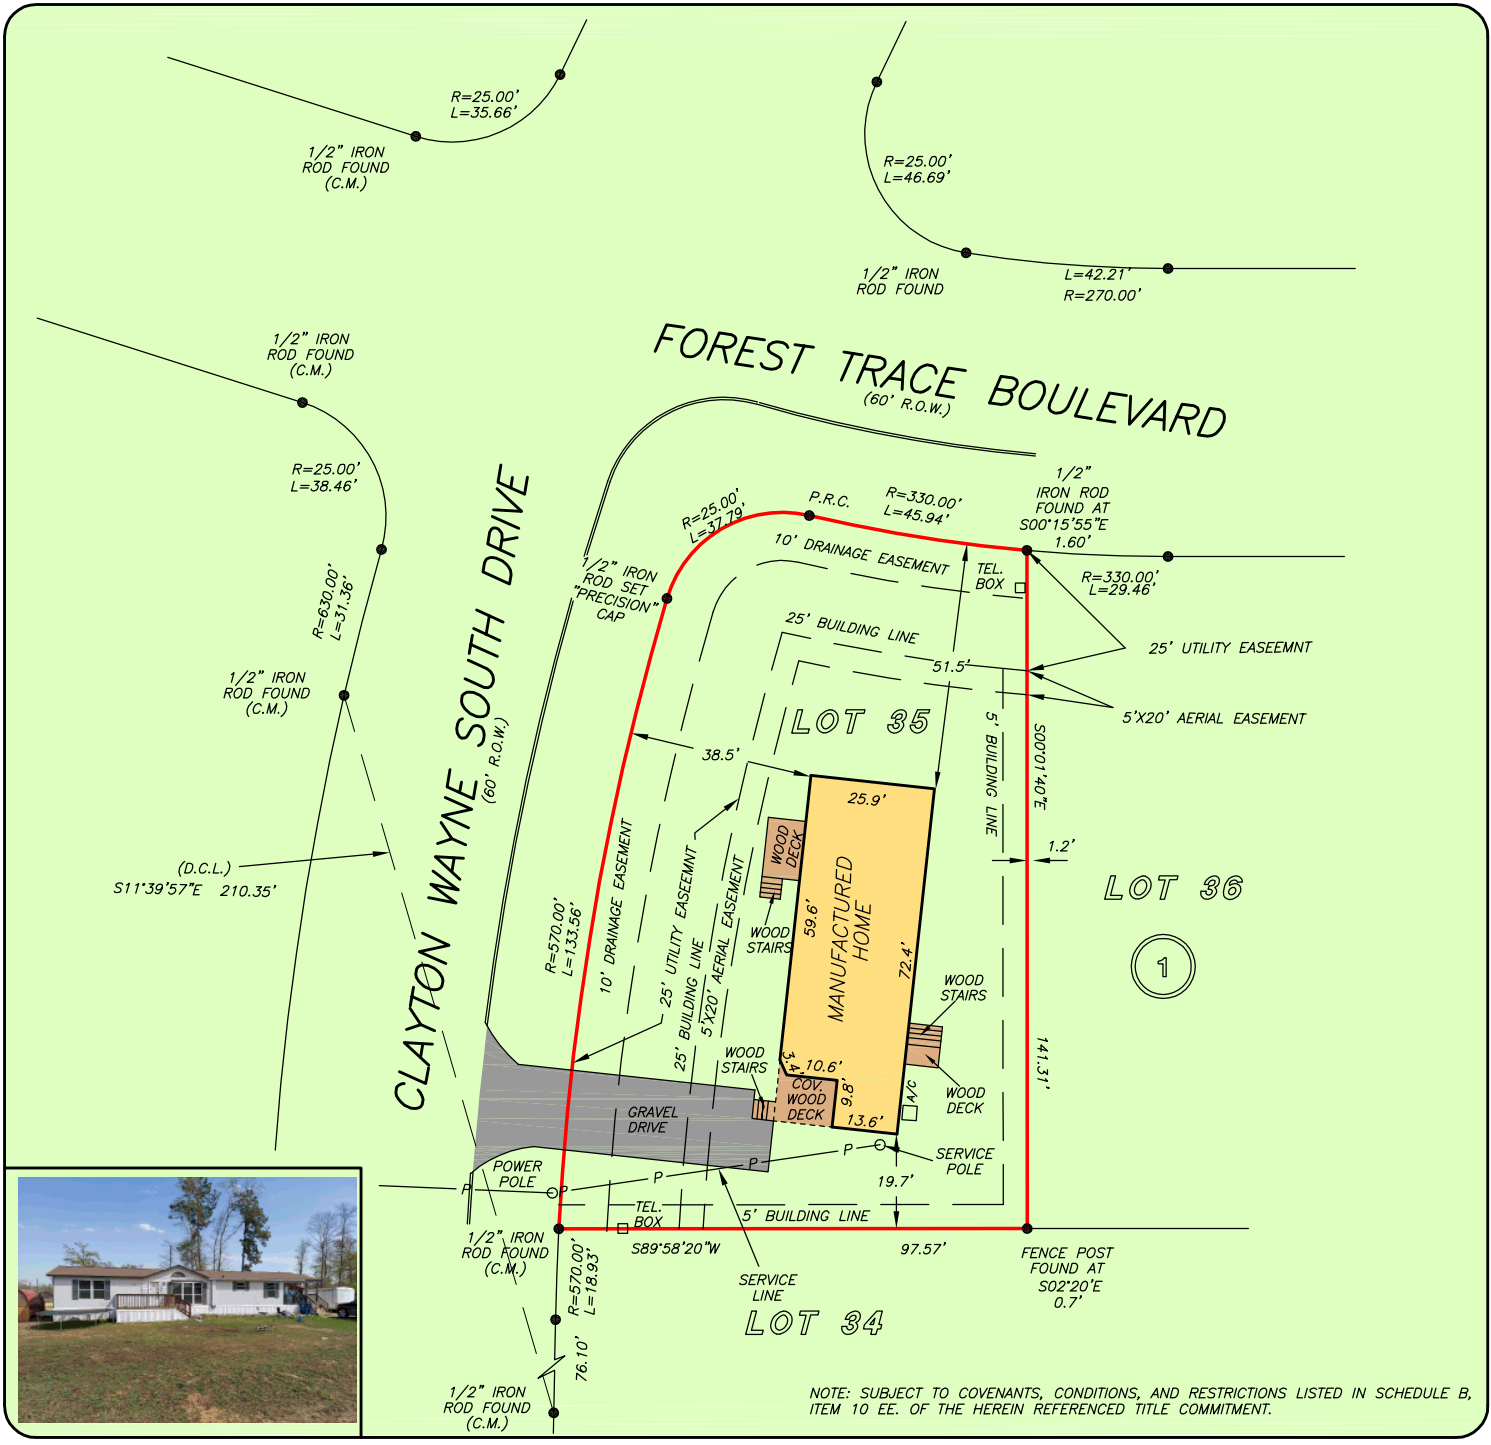 R=25.00'
L=35.66'
1/2" IRON
ROD FOUND
(C.M.)
R=25.00'
L=46.69'
1/2" IRON
ROD FOUND
L=42.21'
R=270.00'
1/2" IRON
ROD FOUND
(C.M.)
FOREST TRACE BOULEVARD
(60' R.O.W.)
R=25.00'
L=38.46'
CLAYTON WAYNE SOUTH DRIVE
(60' R.O.W.)
R=25.00'
L=37.79'
P.R.C.
R=330.00'
L=45.94'
1/2"
IRON ROD
FOUND AT
S00°15'55"E
1.60'
10' DRAINAGE EASEMENT
TEL.
BOX
R=330.00'
L=29.46'
1/2" IRON
ROD SET
"PRECISION"
CAP
R=630.00'
L=31.36'
25' BUILDING LINE
51.5'
25' UTILITY EASEEMNT
1/2" IRON
ROD FOUND
(C.M.)
LOT 35
5' BUILDING LINE
5'X20' AERIAL EASEMENT
38.5'
S00°01'40"E
25.9'
WOOD
DECK
1.2'
(D.C.L.)
S11°39'57"E 210.35'
LOT 36
1
R=570.00'
L=133.56'
10' DRAINAGE EASEMENT
25' UTILITY EASEEMNT
25' BUILDING LINE
5'X20' AERIAL EASEMENT
WOOD
STAIRS
59.6'
MANUFACTURED
HOME
72.4'
WOOD
STAIRS
WOOD
STAIRS
3.4'
10.6'
COV.
WOOD
DECK
9.8'
13.6'
A/C
WOOD
DECK
141.31'
GRAVEL
DRIVE
SERVICE
POLE
POWER
POLE
P
P
P
P
P
19.7'
TEL.
BOX
5' BUILDING LINE
1/2" IRON
ROD FOUND
(C.M.)
S89°58'20"W
97.57'
R=570.00'
L=18.93'
SERVICE
LINE
FENCE POST
FOUND AT
S02°20'E
0.7'
LOT 34
76.10'
1/2" IRON
ROD FOUND
(C.M.)
NOTE: SUBJECT TO COVENANTS, CONDITIONS, AND RESTRICTIONS LISTED IN SCHEDULE B,
ITEM 10 EE. OF THE HEREIN REFERENCED TITLE COMMITMENT.